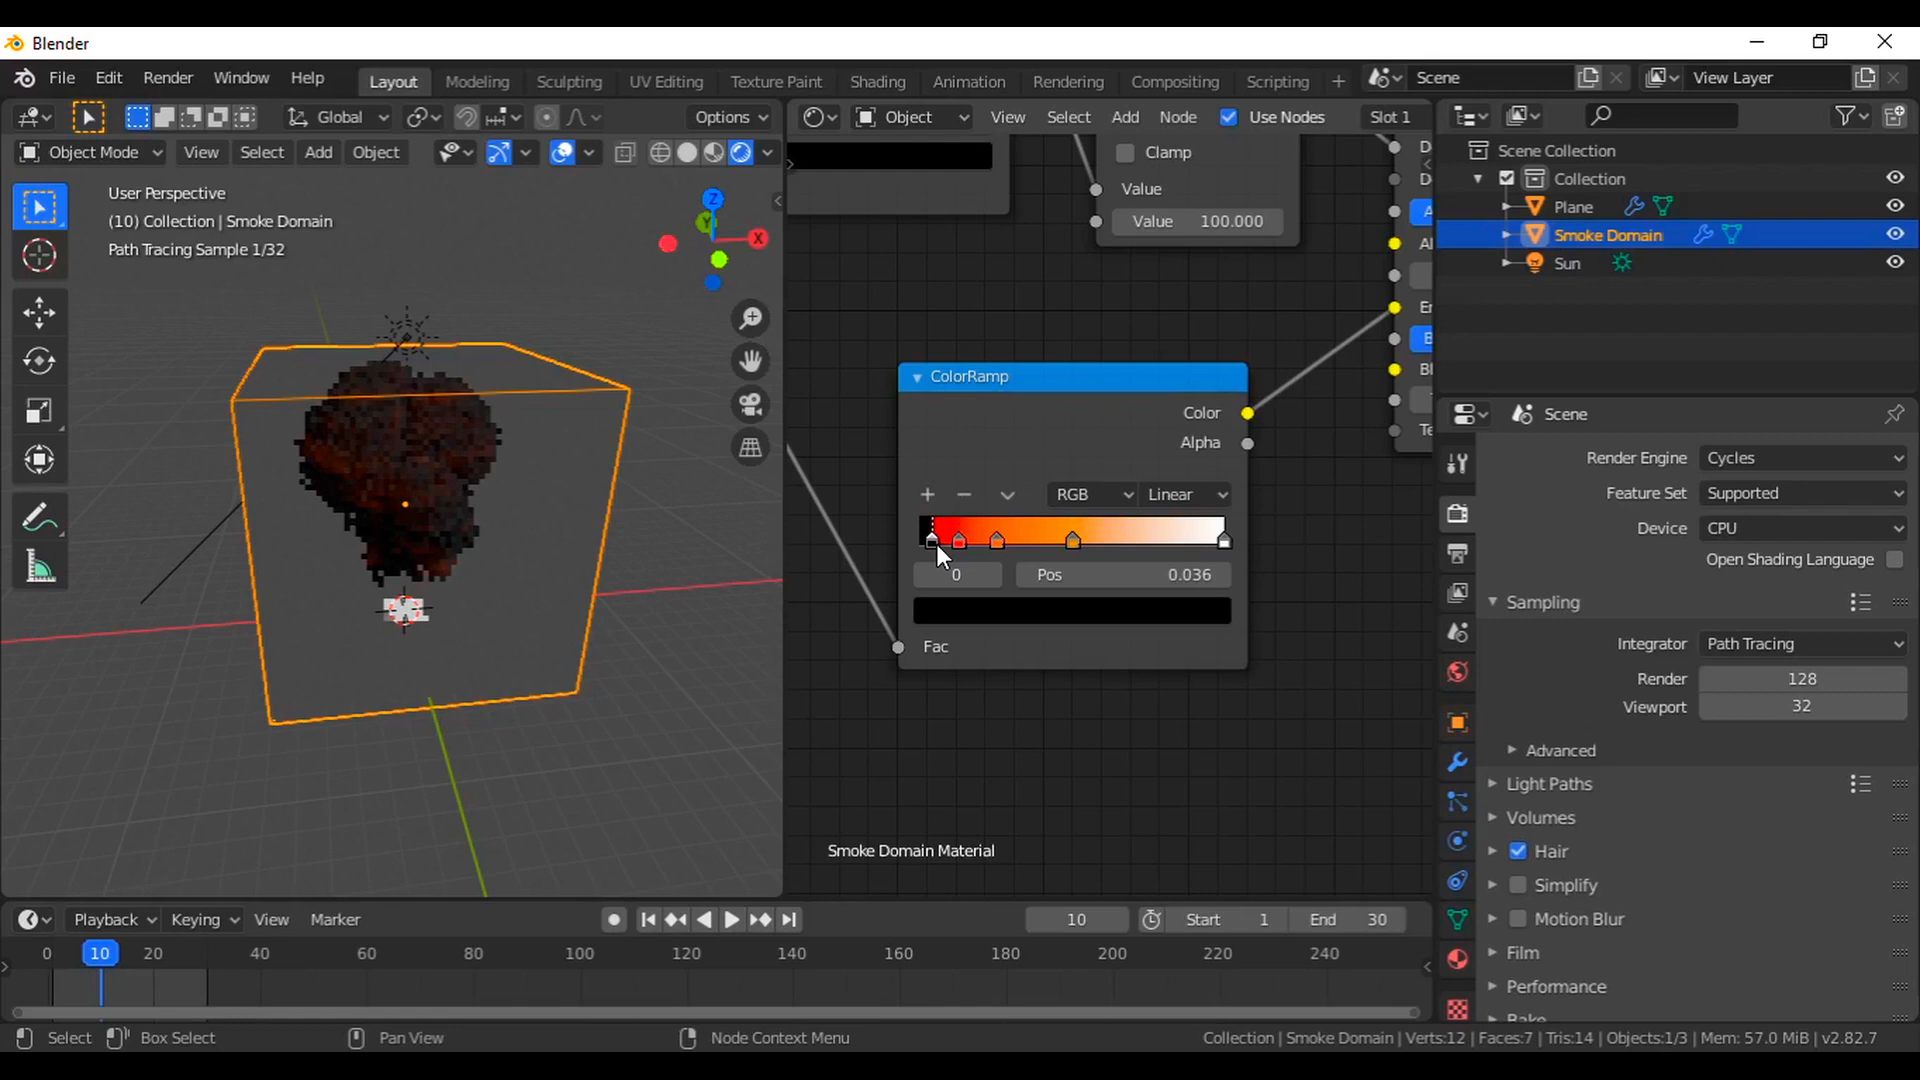 Blender
File Edit Render Window Help
Layout Modeling Sculpting UV Editing Texture Paint Shading Animation Rendering Compositing Scripting +
Scene
View Layer
Global
Options
Object
View Select Add Node
Use Nodes
Slot 1
Object Mode
View Select Add Object
User Perspective
(10) Collection | Smoke Domain
Path Tracing Sample 1/32
Z
Y
X
Clamp
Value
Value 100.000
ColorRamp
Color
Alpha
RGB
Linear
0
Pos 0.036
Fac
Smoke Domain Material
Scene Collection
Collection
Plane
Smoke Domain
Sun
Scene
Render Engine Cycles
Feature Set Supported
Device CPU
Open Shading Language
Sampling
Integrator Path Tracing
Render 128
Viewport 32
Advanced
Light Paths
Volumes
Hair
Simplify
Motion Blur
Film
Performance
Playback Keying View Marker
10
Start 1
End 30
0 10 20 40 60 80 100 120 140 160 180 200 220 240
Select
Box Select
Pan View
Node Context Menu
Collection | Smoke Domain | Verts:12 | Faces:7 | Tris:14 | Objects:1/3 | Mem: 57.0 MiB | v2.82.7